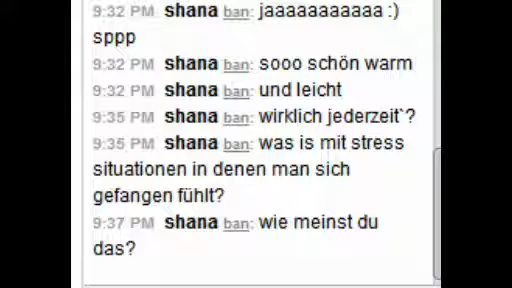 9:32 PM shana ban: jaaaaaaaaaaa :)
sppp
9:32 PM shana ban: sooo schön warm
9:32 PM shana ban: und leicht
9:35 PM shana ban: wirklich jederzeit`?
9:35 PM shana ban: was is mit stress
situationen in denen man sich
gefangen fühlt?
9:37 PM shana ban: wie meinst du
das?